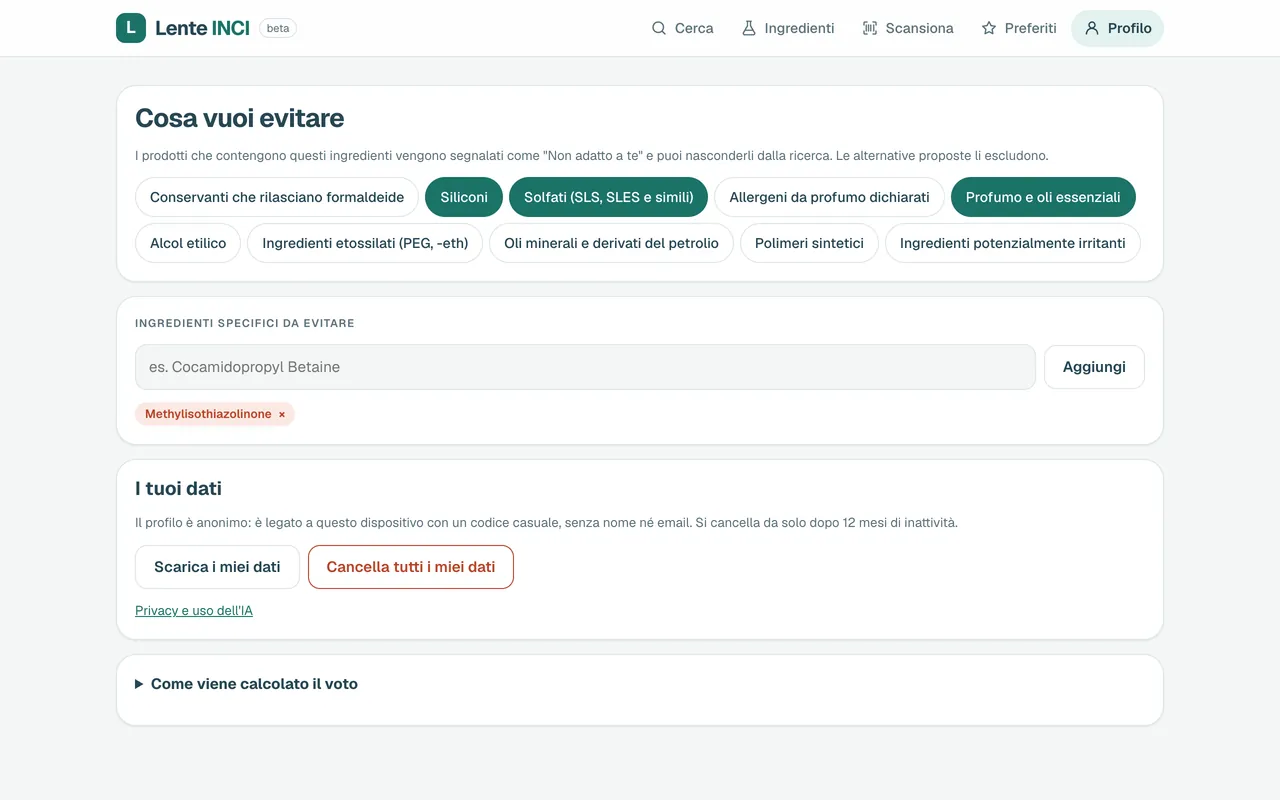 L Lente INCI beta Cerca Ingredienti Scansiona Preferiti Profilo
Cosa vuoi evitare
I prodotti che contengono questi ingredienti vengono segnalati come "Non adatto a te" e puoi nasconderli dalla ricerca. Le alternative proposte li escludono.
Conservanti che rilasciano formaldeide Siliconi Solfati (SLS, SLES e simili) Allergeni da profumo dichiarati Profumo e oli essenziali
Alcol etilico Ingredienti etossilati (PEG, -eth) Oli minerali e derivati del petrolio Polimeri sintetici Ingredienti potenzialmente irritanti
INGREDIENTI SPECIFICI DA EVITARE
es. Cocamidopropyl Betaine Aggiungi
Methylisothiazolinone ×
I tuoi dati
Il profilo è anonimo: è legato a questo dispositivo con un codice casuale, senza nome né email. Si cancella da solo dopo 12 mesi di inattività.
Scarica i miei dati Cancella tutti i miei dati
Privacy e uso dell'IA
Come viene calcolato il voto